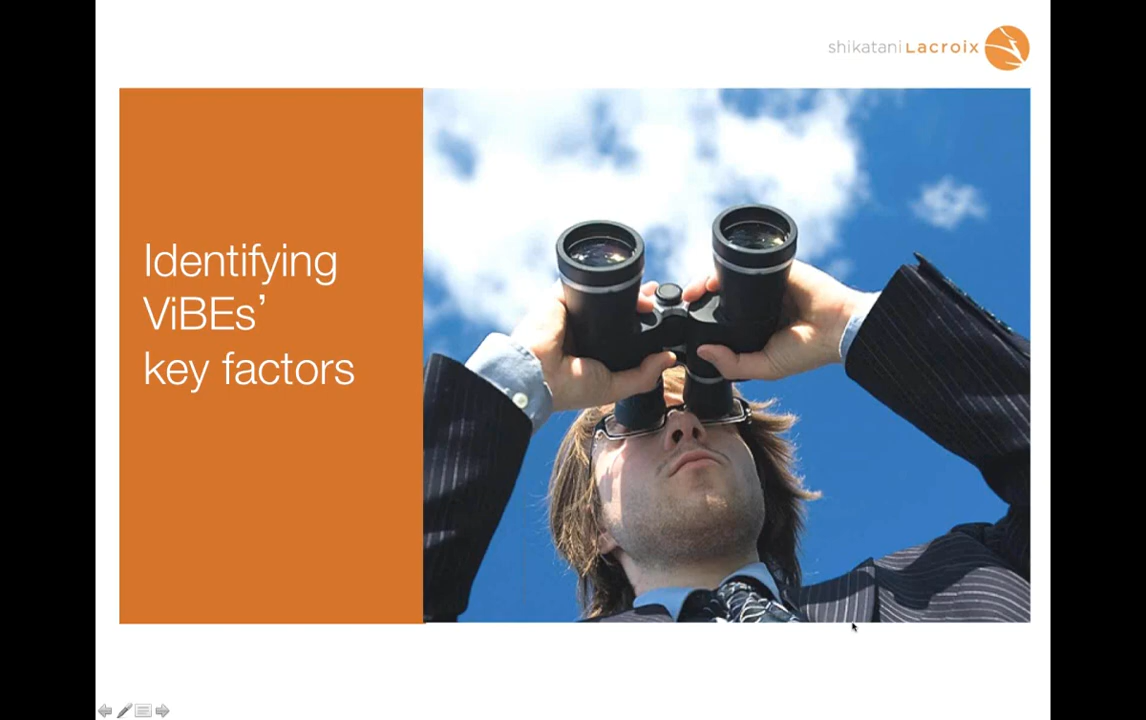 shikatani Lacroix
Identifying
ViBEs’
key factors